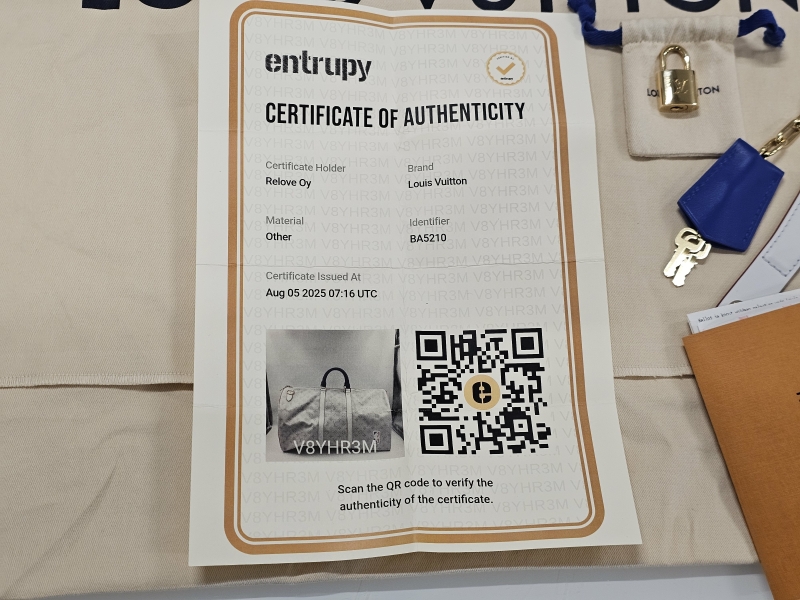 entrupy
CERTIFICATE OF AUTHENTICITY
Certificate Holder
Relove Oy
Brand
Louis Vuitton
Material
Other
Identifier
BA5210
Certificate Issued At
Aug 05 2025 07:16 UTC
V8YHR3M
Scan the QR code to verify the
authenticity of the certificate.